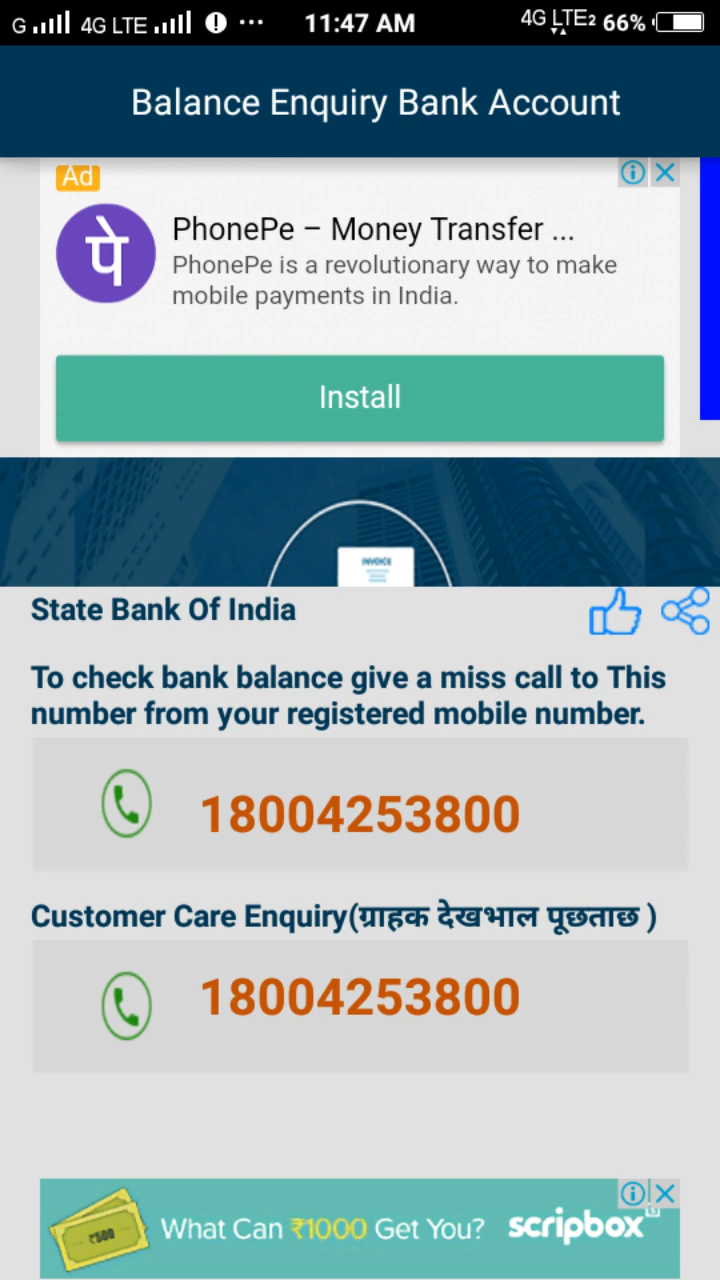 G 4G LTE ... 11:47 AM 4G LTE2 66%
Balance Enquiry Bank Account
Ad
पे
PhonePe – Money Transfer ...
PhonePe is a revolutionary way to make
mobile payments in India.
Install
INVOICE
State Bank Of India
To check bank balance give a miss call to This
number from your registered mobile number.
18004253800
Customer Care Enquiry(ग्राहक देखभाल पूछताछ )
18004253800
₹500
What Can ₹1000 Get You? scripbox